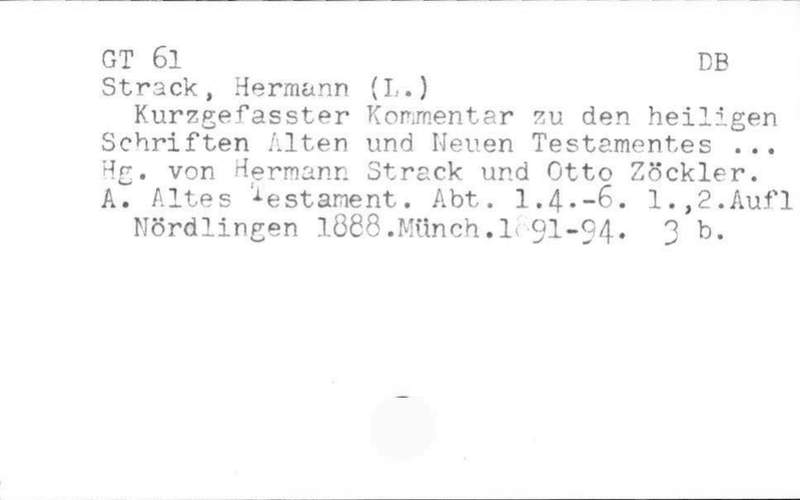 GT 61 DB
Strack, Hermann (L.)
Kurzgefasster Kommentar zu den heiligen
Schriften Alten und Neuen Testamentes ...
Hg. von Hermann Strack und Otto Zöckler.
A. Altes Testament. Abt. 1.4.-6. 1.,2.Aufl
Nördlingen 1888.Münch.1891-94. 3 b.